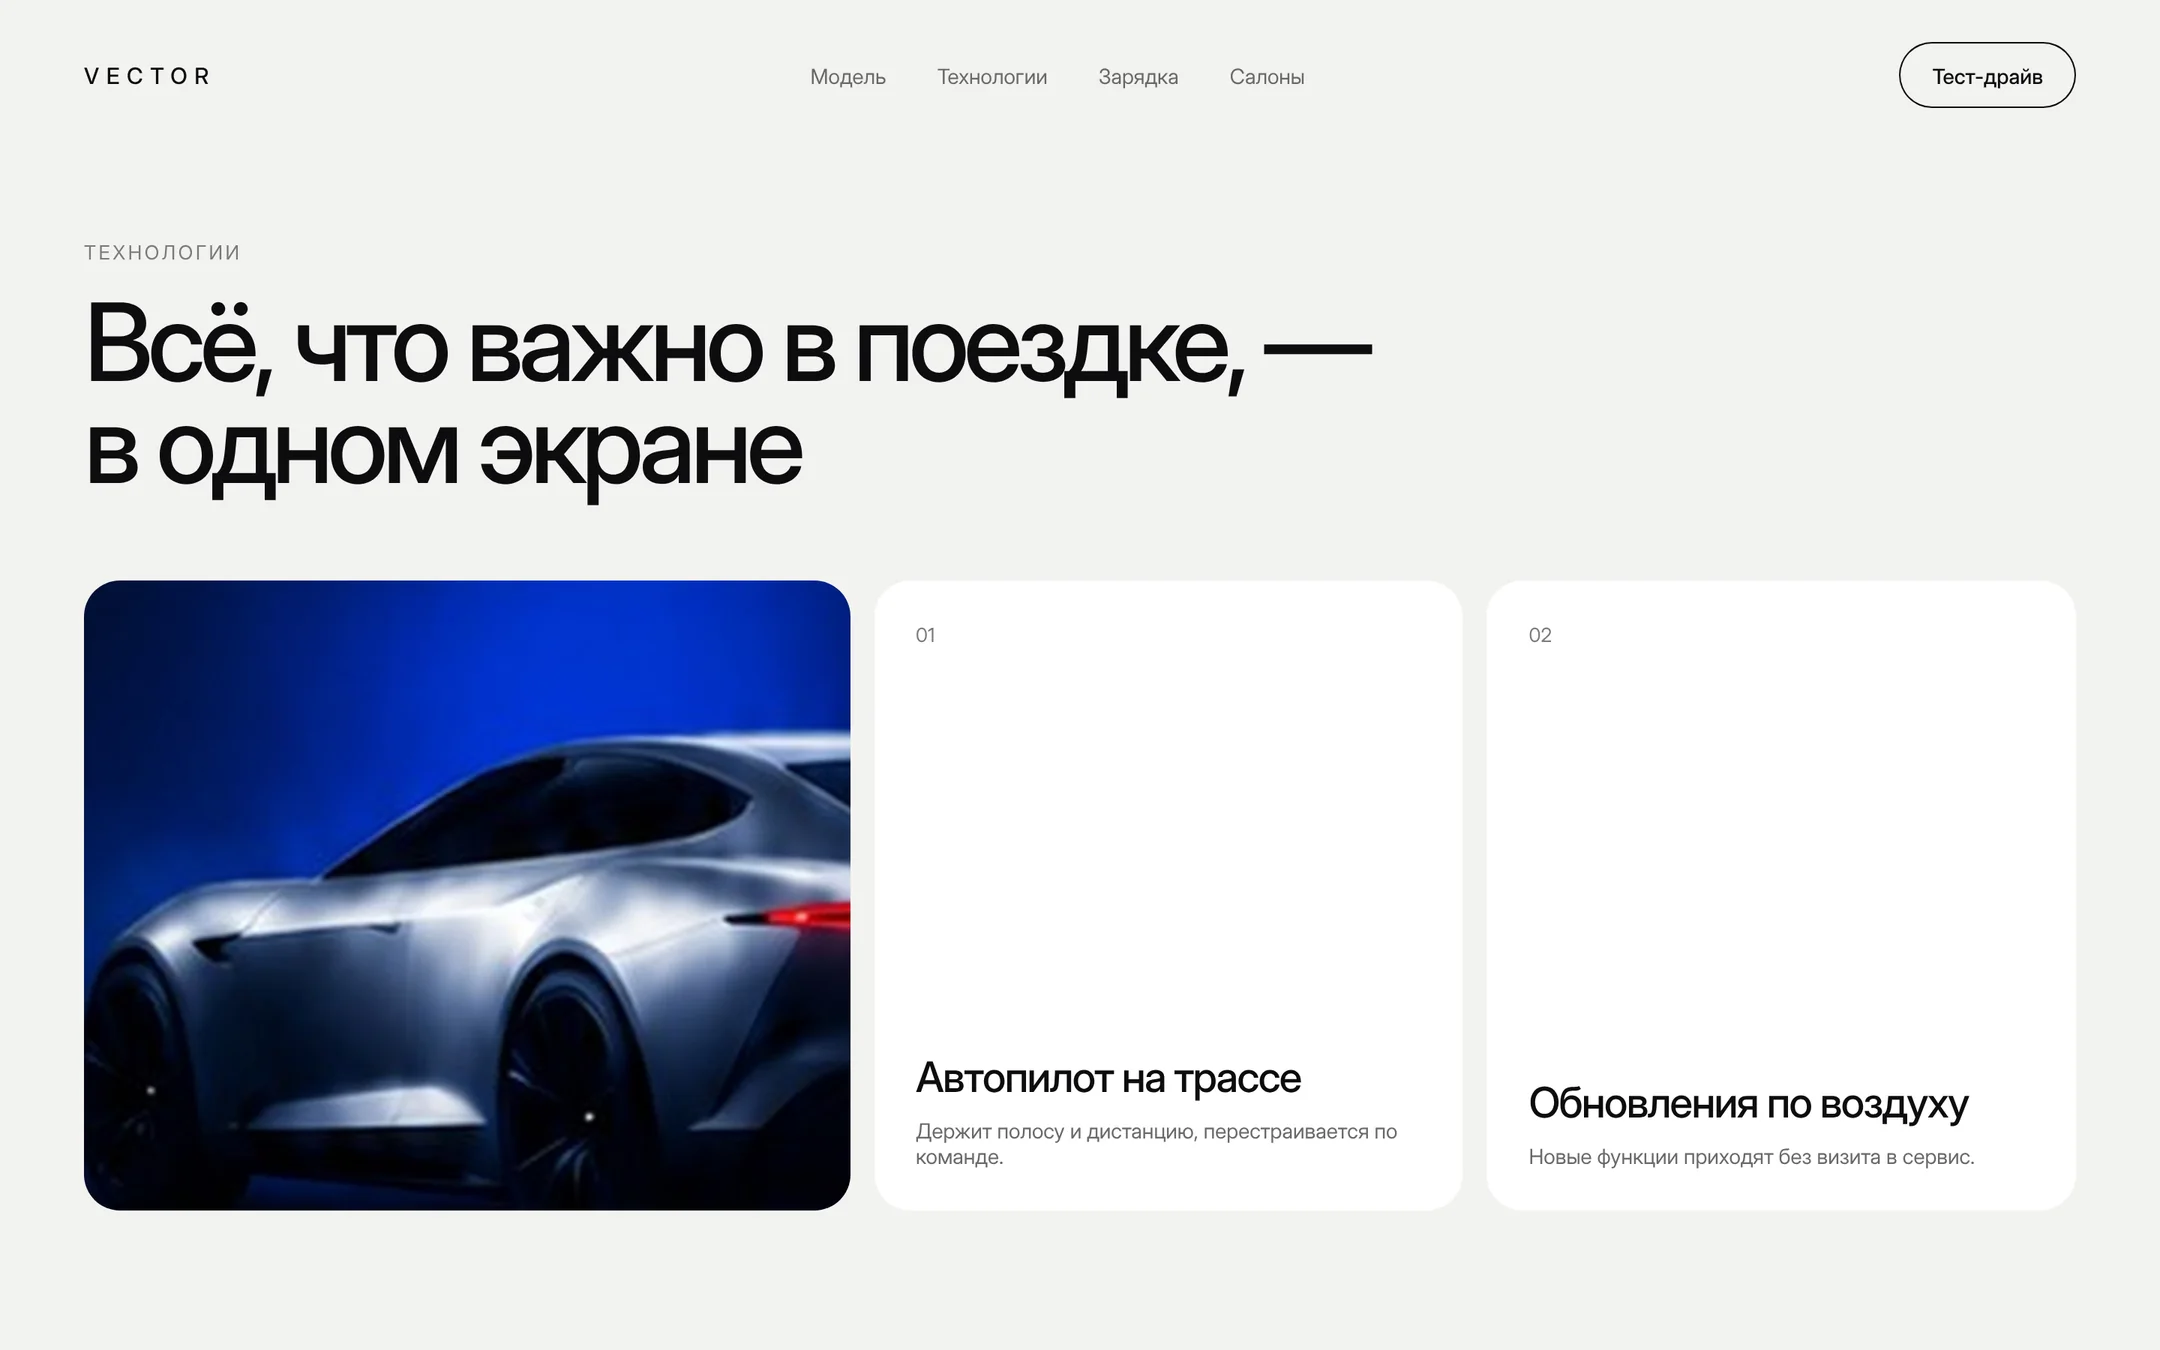 VECTOR
Модель
Технологии
Зарядка
Салоны
Тест-драйв
ТЕХНОЛОГИИ
Всё, что важно в поездке, —
в одном экране
01
Автопилот на трассе
Держит полосу и дистанцию, перестраивается по
команде.
02
Обновления по воздуху
Новые функции приходят без визита в сервис.